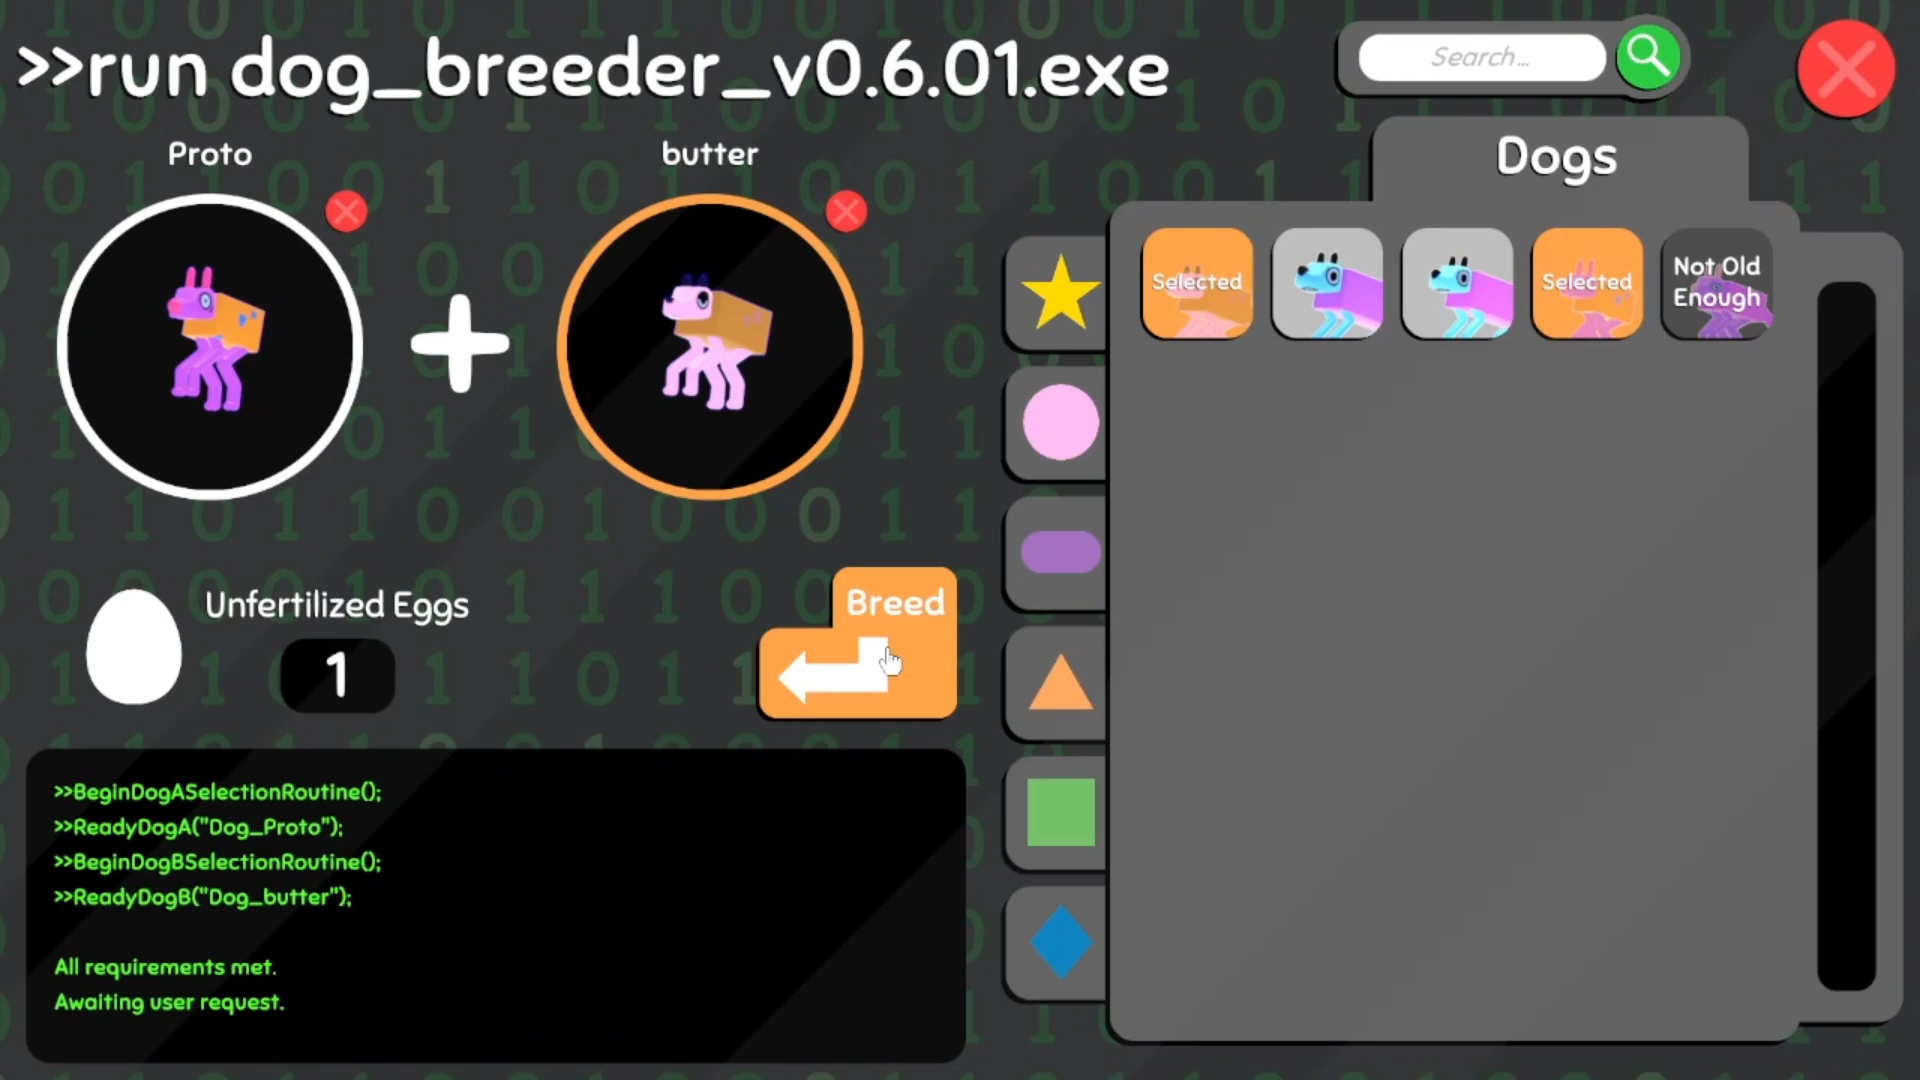 >>run dog_breeder_v0.6.01.exe
Search...
Proto
butter
Dogs
Selected
Selected
Not Old
Enough
Unfertilized Eggs
1
Breed
>>BeginDogASelectionRoutine();
>>ReadyDogA("Dog_Proto");
>>BeginDogBSelectionRoutine();
>>ReadyDogB("Dog_butter");
All requirements met.
Awaiting user request.